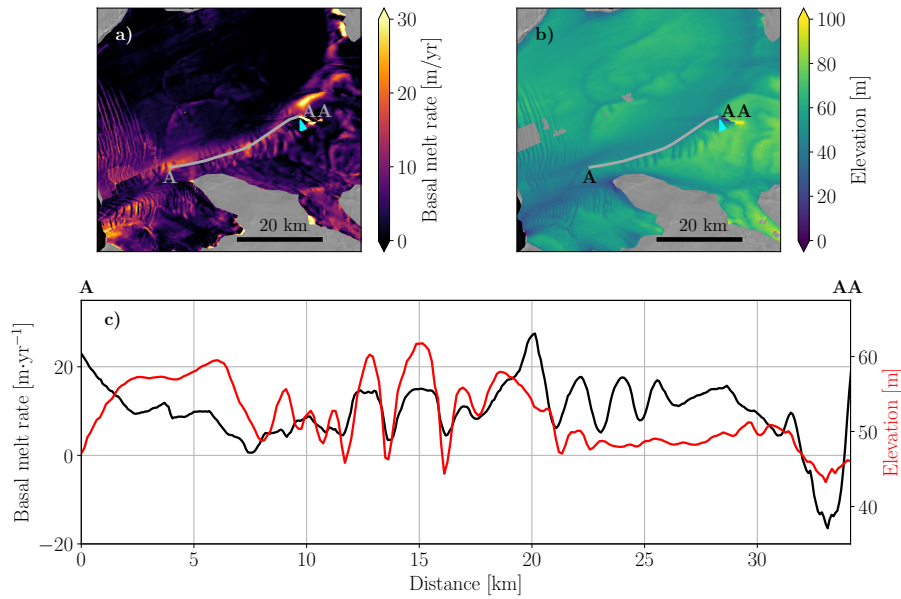 a)
AA
A
20 km
30
20
10
0
Basal melt rate [m/yr]
b)
AA
A
20 km
100
80
60
40
20
0
Elevation [m]
A
AA
c)
20
0
−20
Basal melt rate [m·yr⁻¹]
60
50
40
Elevation [m]
0
5
10
15
20
25
30
Distance [km]